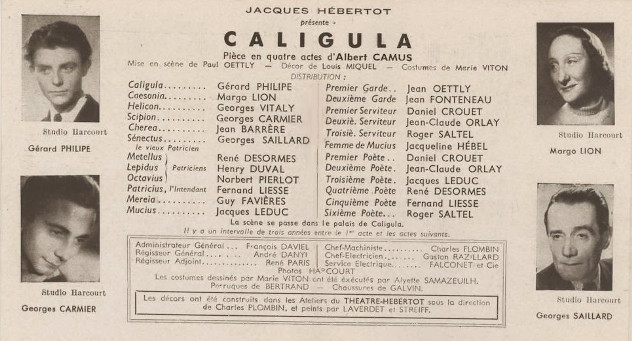 JACQUES HÉBERTOT
présente
CALIGULA
Pièce en quatre actes d'Albert CAMUS
Mise en scène de Paul OETTLY — Décor de Louis MIQUEL — Costumes de Marie VITON
DISTRIBUTION :
Caligula......... Gérard PHILIPE
Caesonia......... Margo LION
Helicon......... Georges VITALY
Scipion......... Georges CARMIER
Cherea......... Jean BARRÈRE
Sénectus......... Georges SAILLARD
le vieux Patricien
Metellus } René DESORMES
Lepidus } Patriciens Henry DUVAL
Octavius } Norbert PIERLOT
Patricius, l'Intendant Fernand LIESSE
Mereia...... Guy FAVIÈRES
Mucius...... Jacques LEDUC
Premier Garde.. Jean OETTLY
Deuxième Garde Jean FONTENEAU
Premier Serviteur Daniel CROUET
Deuxiè. Serviteur Jean-Claude ORLAY
Troisiè. Serviteur Roger SALTEL
Femme de Mucius Jacqueline HÉBEL
Premier Poète.. Daniel CROUET
Deuxième Poète. Jean-Claude ORLAY
Troisième Poète. Jacques LEDUC
Quatrième Poète René DESORMES
Cinquième Poète Fernand LIESSE
Sixième Poète... Roger SALTEL
La scène se passe dans le palais de Caligula.
Il y a un intervalle de trois années entre le 1er acte et les actes suivants.
Administrateur Général... François DAVIEL
Régisseur Général...... André DANYI
Régisseur Adjoint...... René PARIS
Chef-Machiniste...... Charles FLOMBIN
Chef-Electricien...... Gaston RAZILLARD
Service Electrique...... FALCONET et Cie
Photos HARCOURT
Les costumes dessinés par Marie VITON ont été exécutés par Alyette SAMAZEUILH.
Perruques de BERTRAND — Chaussures de GALVIN.
Les décors ont été construits dans les Ateliers du THEATRE-HEBERTOT sous la direction
de Charles PLOMBIN, et peints par LAVERDET et STREIFF.
Studio Harcourt
Gérard PHILIPE
Studio Harcourt
Georges CARMIER
Studio Harcourt
Margo LION
Studio Harcourt
Georges SAILLARD